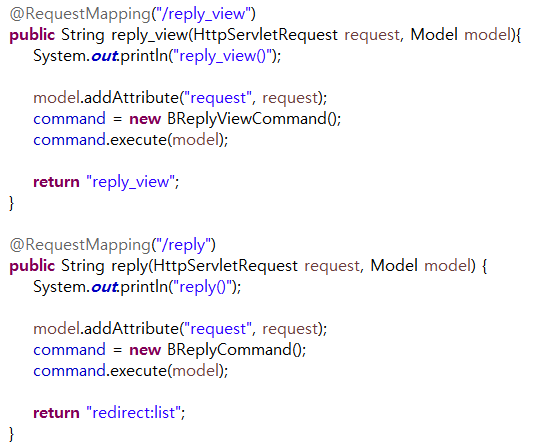 @RequestMapping("/reply_view")
public String reply_view(HttpServletRequest request, Model model){
System.out.println("reply_view()");
model.addAttribute("request", request);
command = new BReplyViewCommand();
command.execute(model);
return "reply_view";
}
@RequestMapping("/reply")
public String reply(HttpServletRequest request, Model model) {
System.out.println("reply()");
model.addAttribute("request", request);
command = new BReplyCommand();
command.execute(model);
return "redirect:list";
}